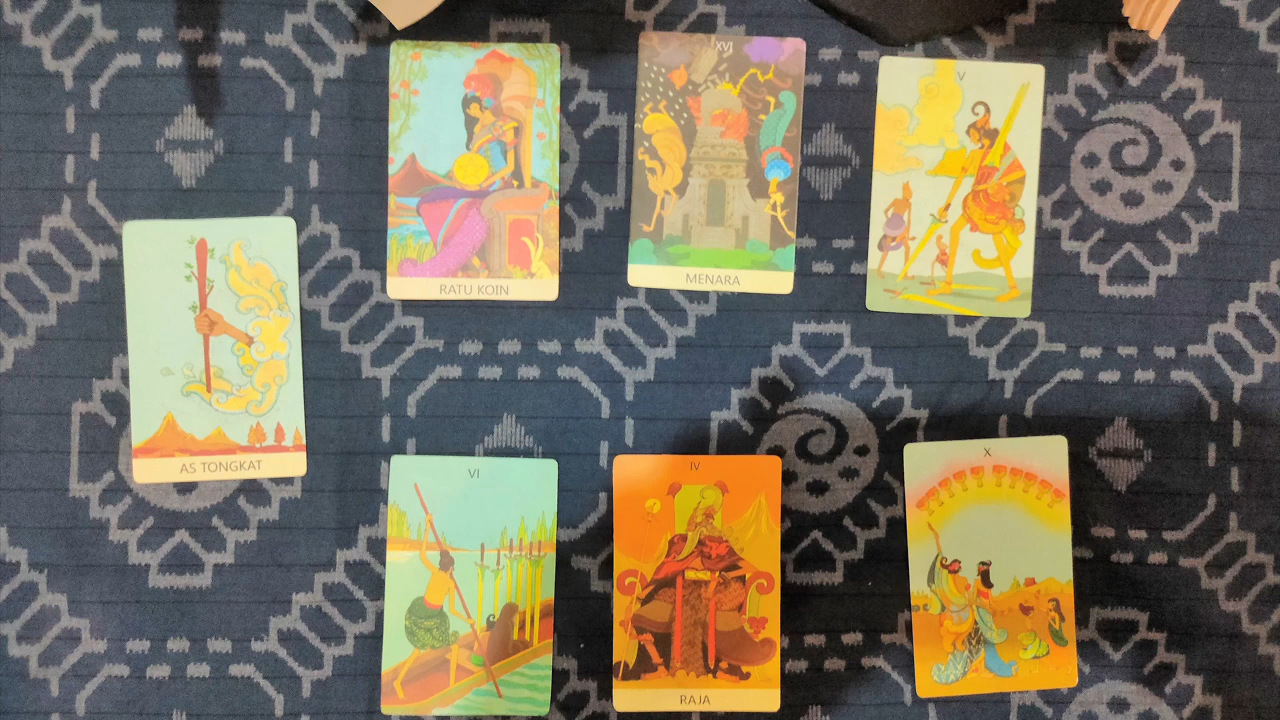 AS TONGKAT
RATU KOIN
XVI
MENARA
V
VI
IV
RAJA
X